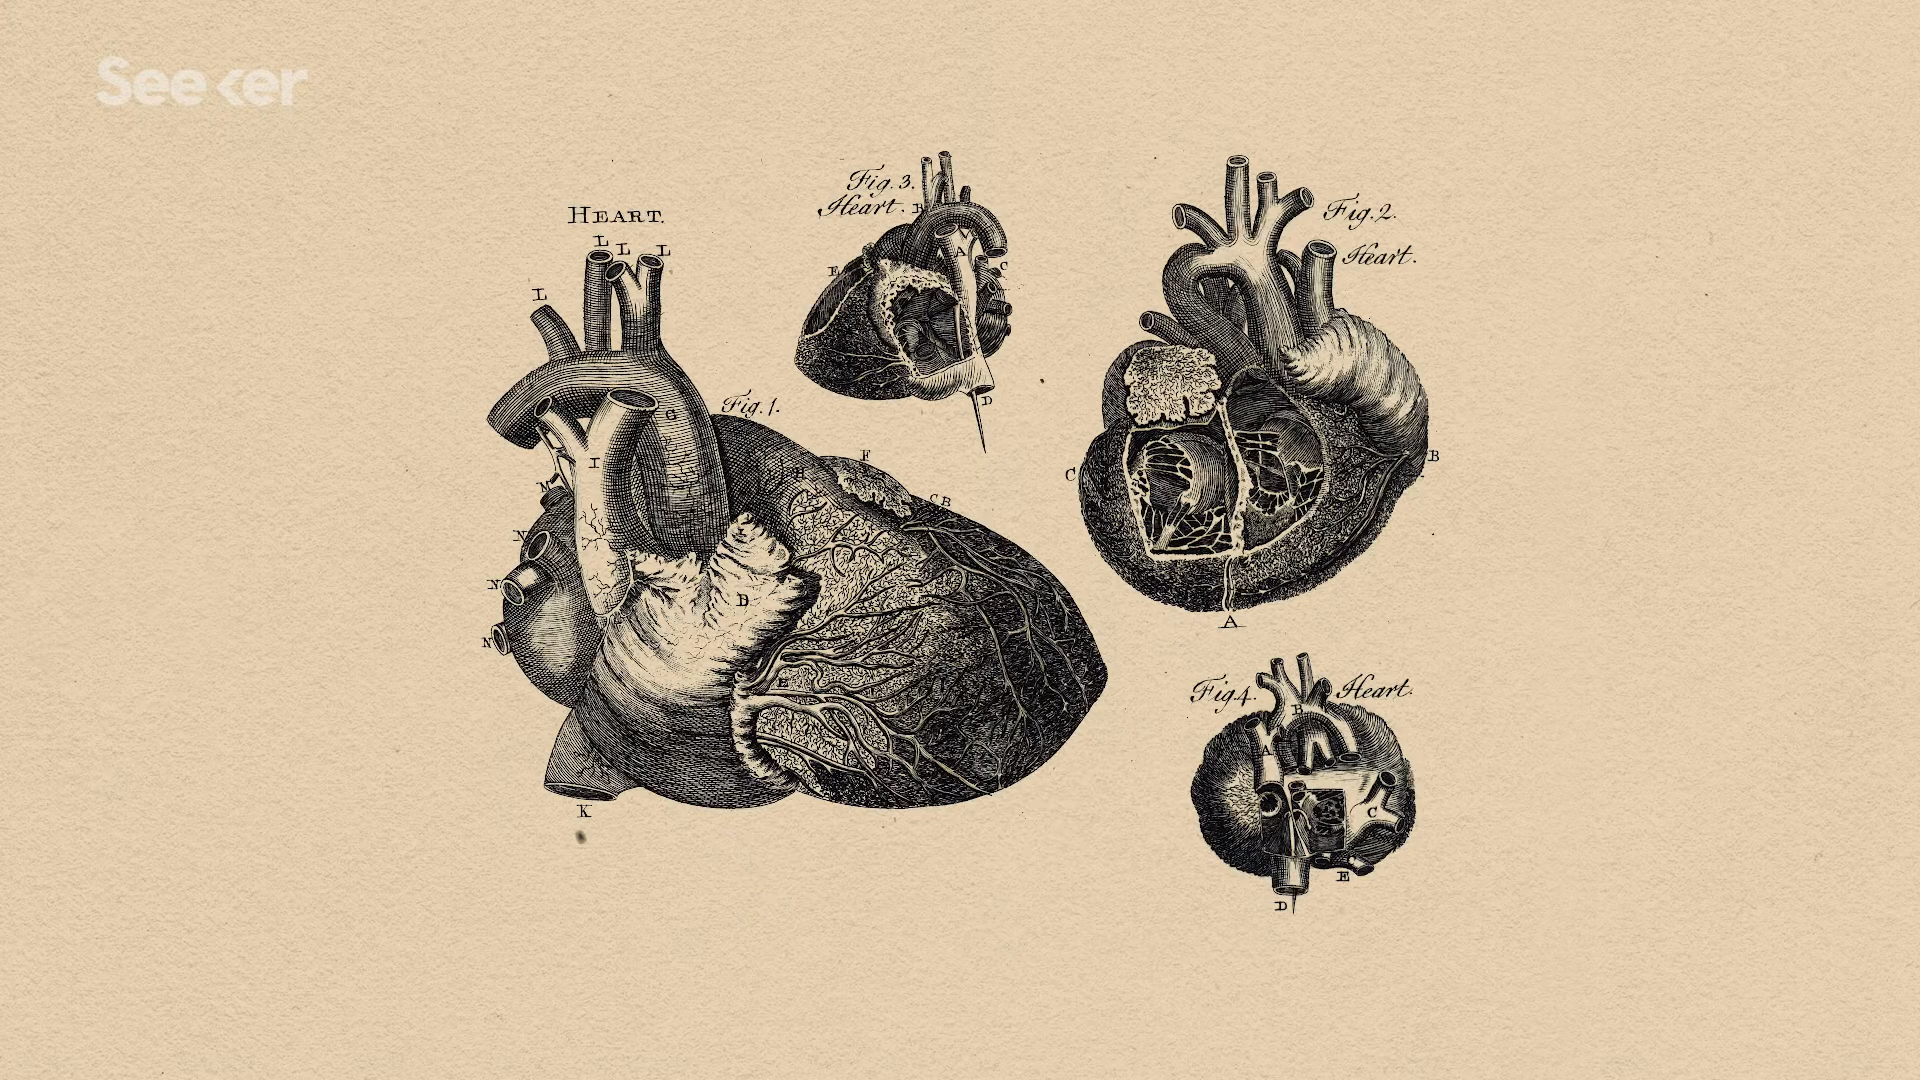 Seeker
HEART.
L
L
L
L
G
Fig. 1.
I
M
N
N
N
H
F
C B
D
E
K
Fig. 3.
Heart.
B
A
E
C
D
Fig. 2.
Heart.
C
B
A
Fig. 4.
Heart.
B
A
C
E
D